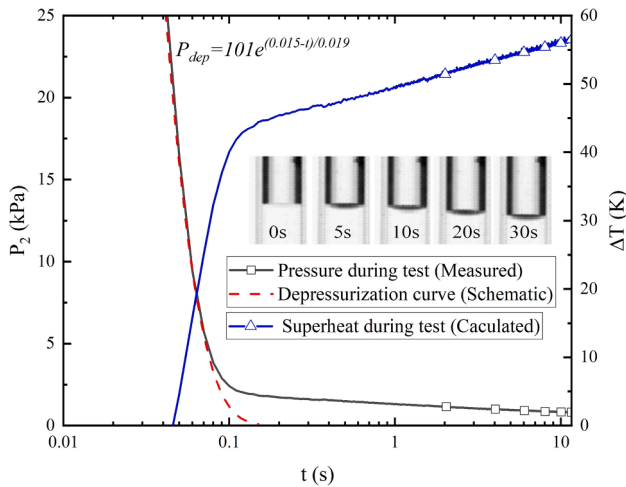 P_dep=101e^(0.015-t)/0.019
25
20
15
10
5
0
P₂ (kPa)
60
50
40
30
20
10
0
ΔT (K)
0s 5s 10s 20s 30s
Pressure during test (Measured)
Depressurization curve (Schematic)
Superheat during test (Caculated)
0.01 0.1 1 10
t (s)